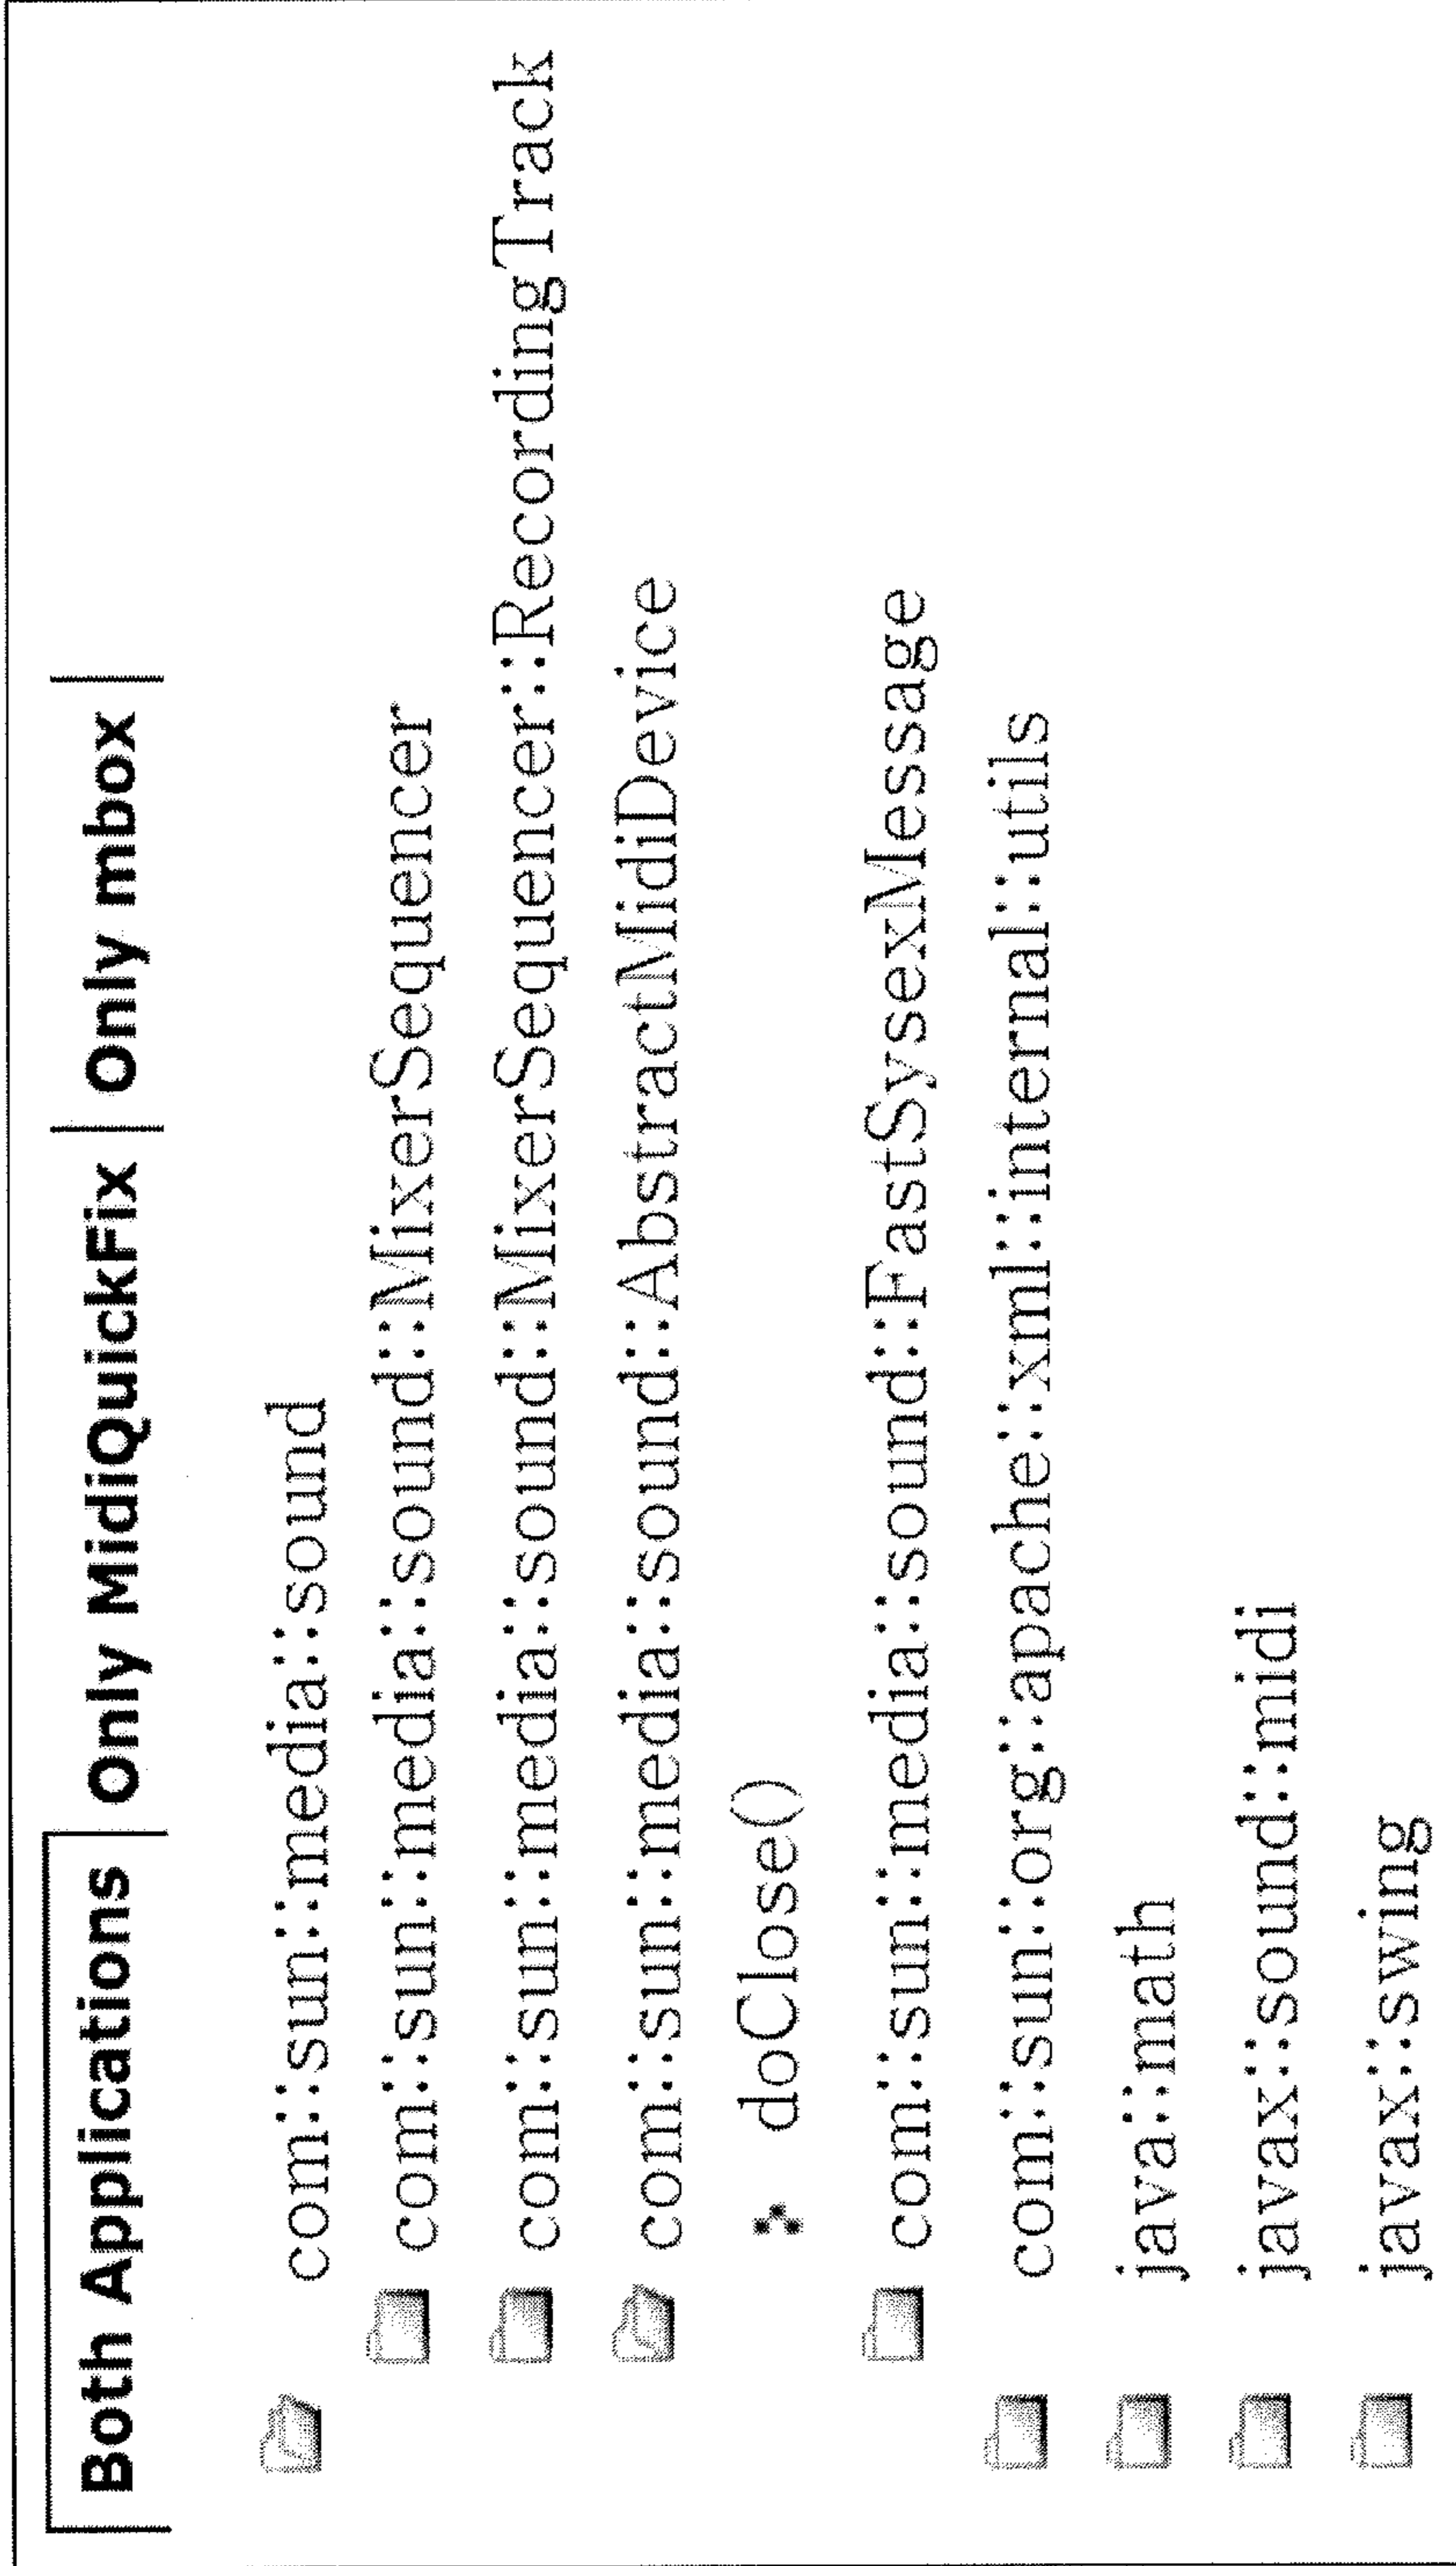 Both Applications Only MidiQuickFix Only mbox
com::sun::media::sound
com::sun::media::sound::MixerSequencer
com::sun::media::sound::MixerSequencer::RecordingTrack
com::sun::media::sound::AbstractMidiDevice
doClose()
com::sun::media::sound::FastSysexMessage
com::sun::org::apache::xml::internal::utils
java::math
javax::sound::midi
javax::swing